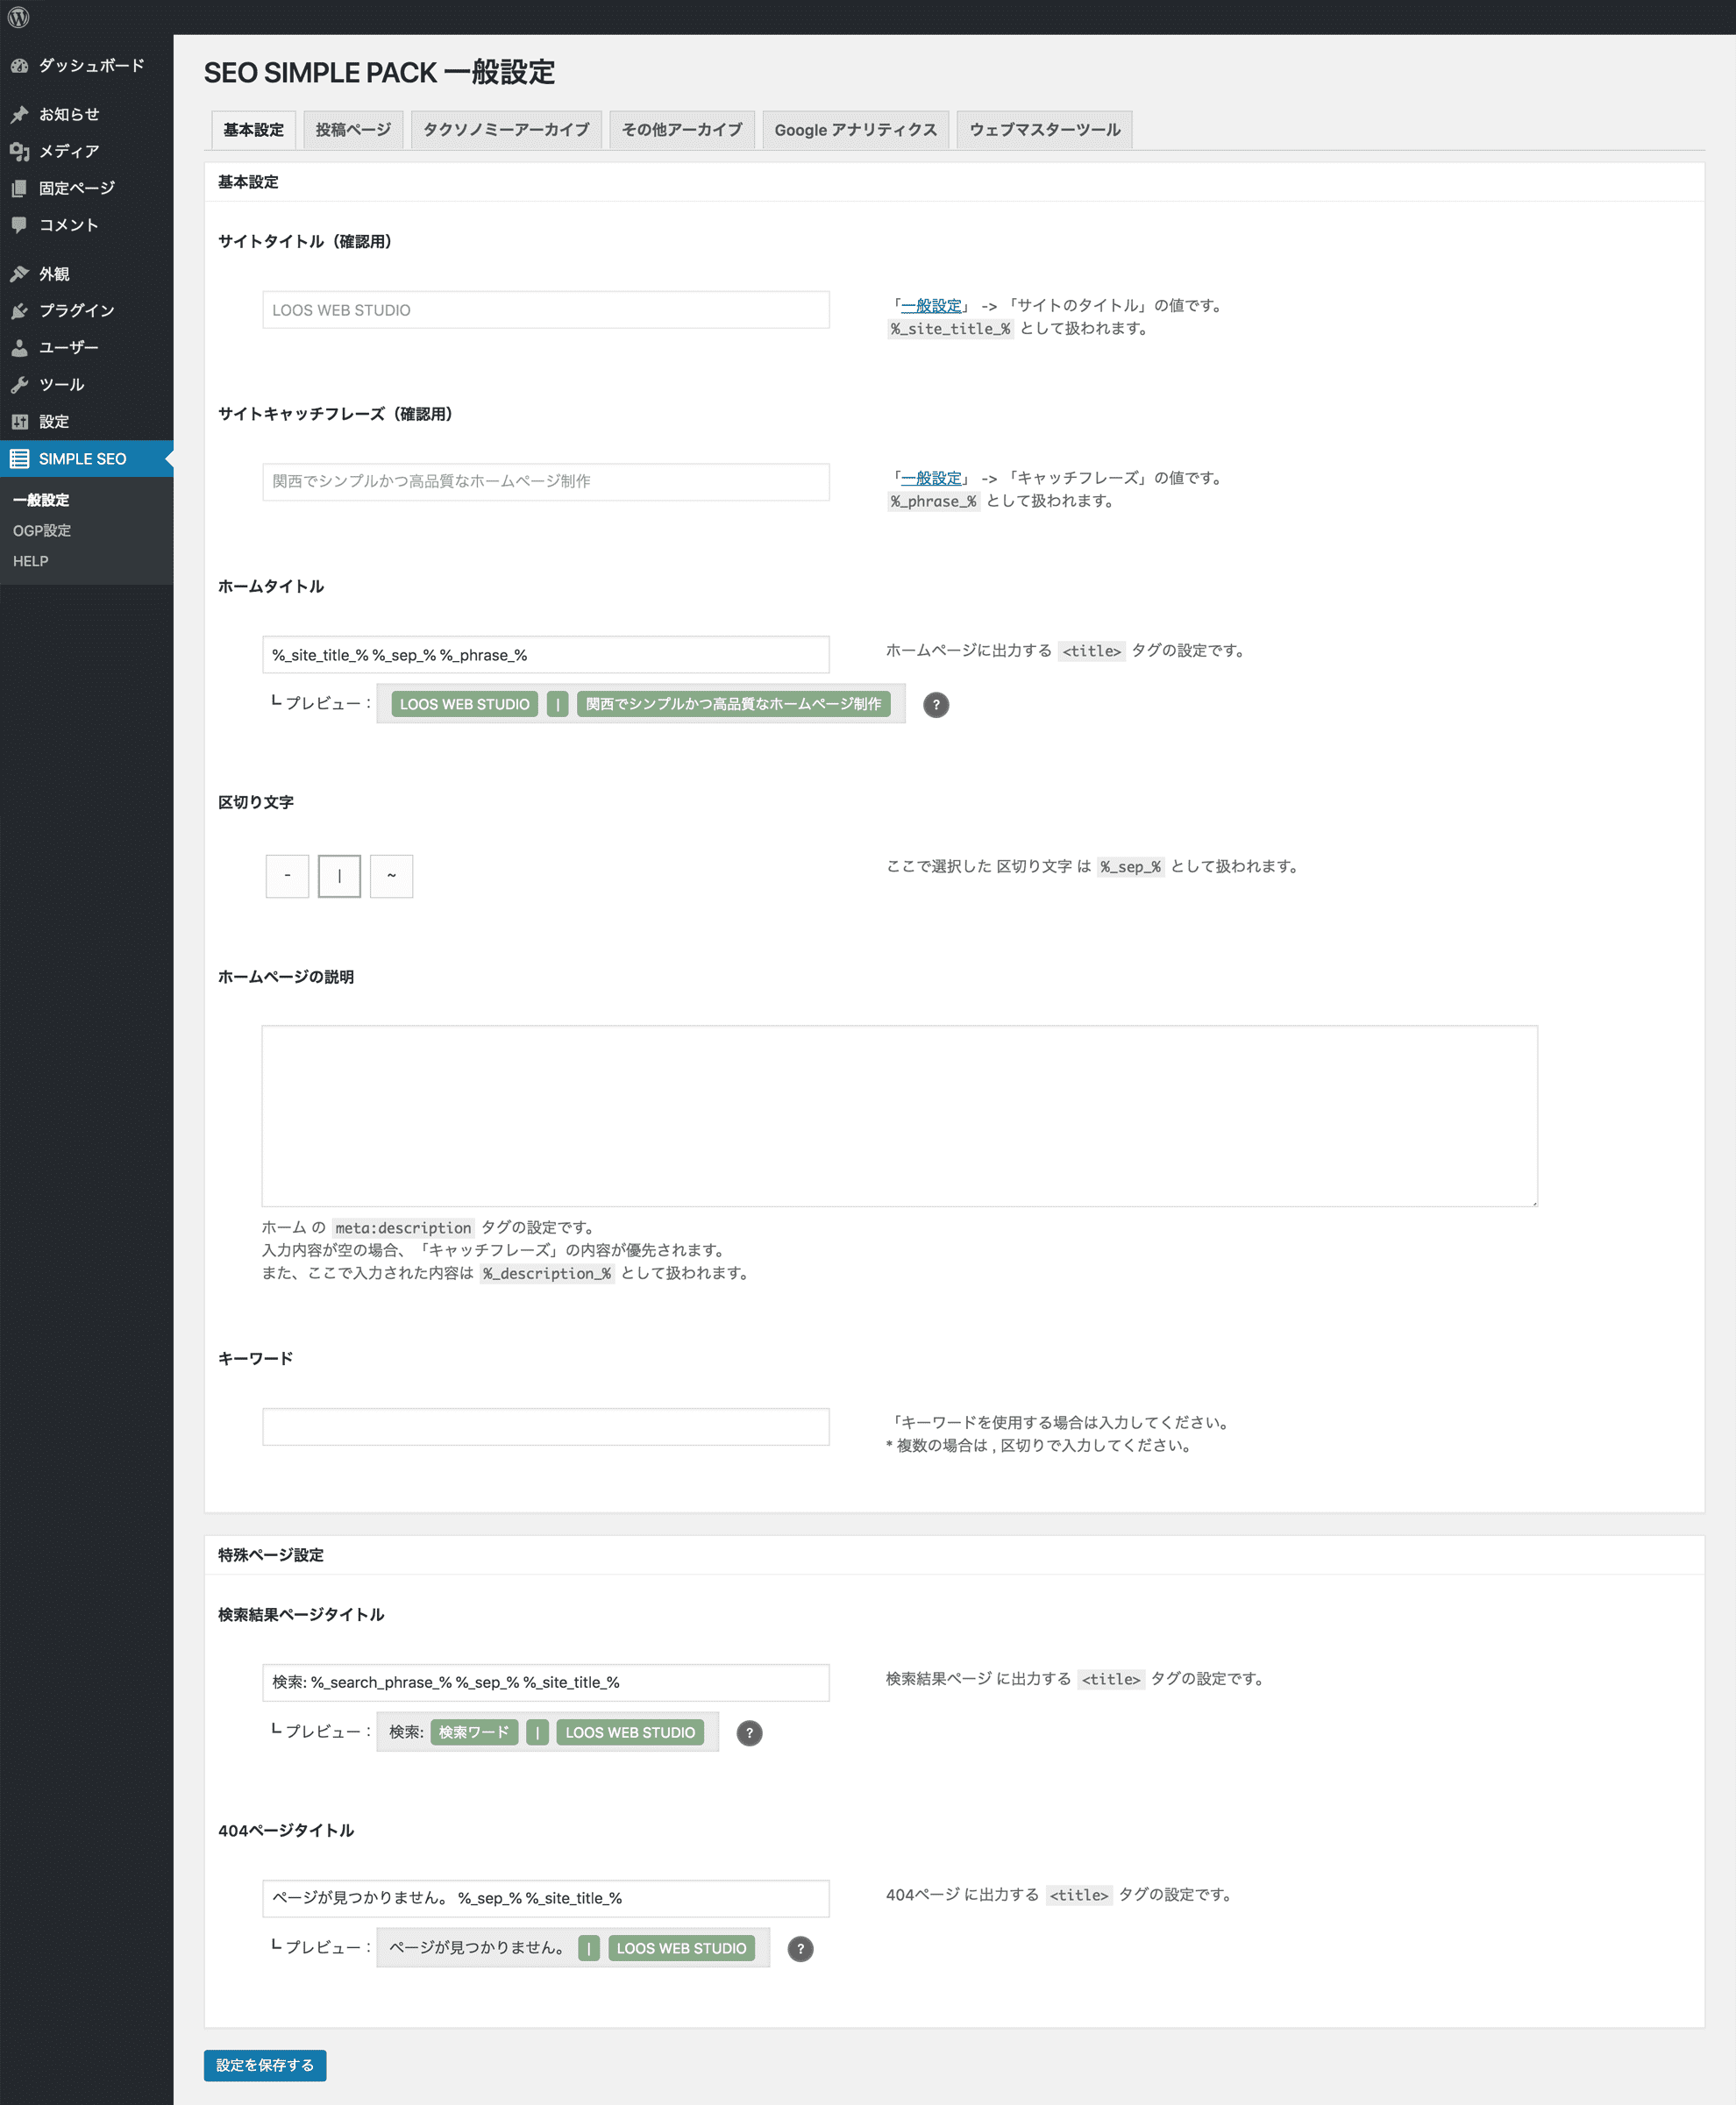 ダッシュボード
お知らせ
メディア
固定ページ
コメント
外観
プラグイン
ユーザー
ツール
設定
SIMPLE SEO
一般設定
OGP設定
HELP
SEO SIMPLE PACK 一般設定
基本設定 投稿ページ タクソノミーアーカイブ その他アーカイブ Google アナリティクス ウェブマスターツール
基本設定
サイトタイトル（確認用）
LOOS WEB STUDIO
「一般設定」 -> 「サイトのタイトル」の値です。
%_site_title_% として扱われます。
サイトキャッチフレーズ（確認用）
関西でシンプルかつ高品質なホームページ制作
「一般設定」 -> 「キャッチフレーズ」の値です。
%_phrase_% として扱われます。
ホームタイトル
%_site_title_% %_sep_% %_phrase_%
ホームページに出力する <title> タグの設定です。
┗ プレビュー： LOOS WEB STUDIO | 関西でシンプルかつ高品質なホームページ制作 ?
区切り文字
- | ~
ここで選択した 区切り文字 は %_sep_% として扱われます。
ホームページの説明
ホーム の meta:description タグの設定です。
入力内容が空の場合、「キャッチフレーズ」の内容が優先されます。
また、ここで入力された内容は %_description_% として扱われます。
キーワード
「キーワードを使用する場合は入力してください。
* 複数の場合は , 区切りで入力してください。
特殊ページ設定
検索結果ページタイトル
検索: %_search_phrase_% %_sep_% %_site_title_%
検索結果ページ に出力する <title> タグの設定です。
┗ プレビュー： 検索: 検索ワード | LOOS WEB STUDIO ?
404ページタイトル
ページが見つかりません。 %_sep_% %_site_title_%
404ページ に出力する <title> タグの設定です。
┗ プレビュー： ページが見つかりません。 | LOOS WEB STUDIO ?
設定を保存する